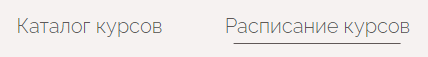 Каталог курсов
Расписание курсов